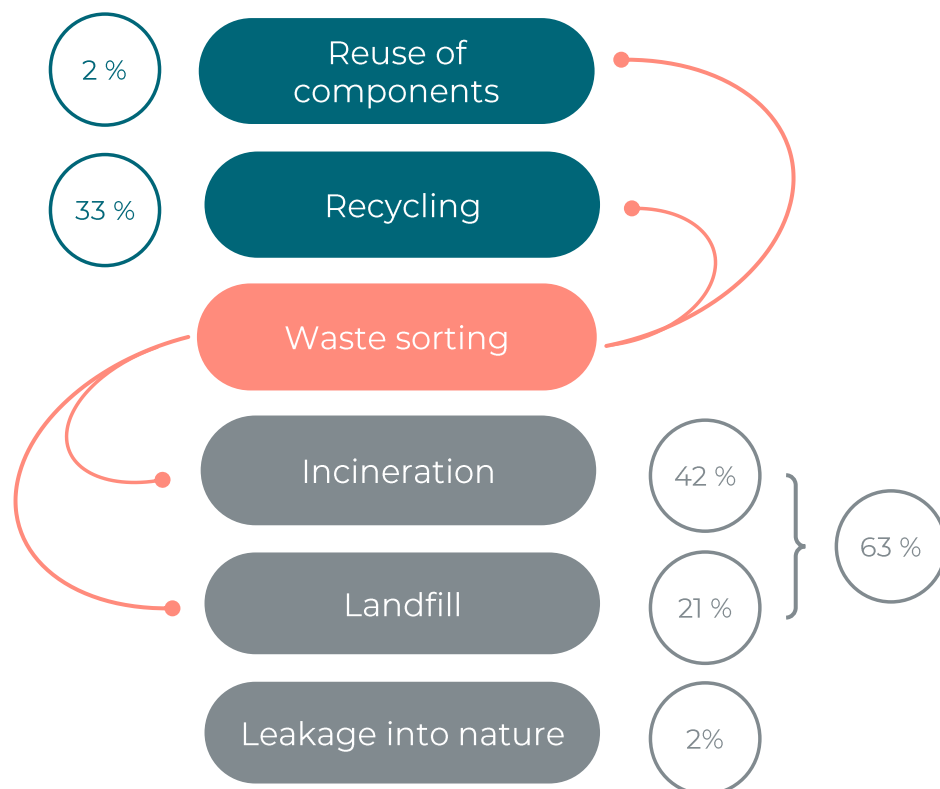 2 %
Reuse of
components
33 %
Recycling
Waste sorting
Incineration
42 %
63 %
Landfill
21 %
Leakage into nature
2%